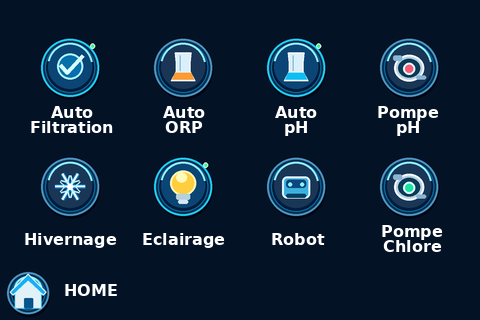 Auto
Filtration
Auto
ORP
Auto
pH
Pompe
pH
Hivernage
Eclairage
Robot
Pompe
Chlore
HOME